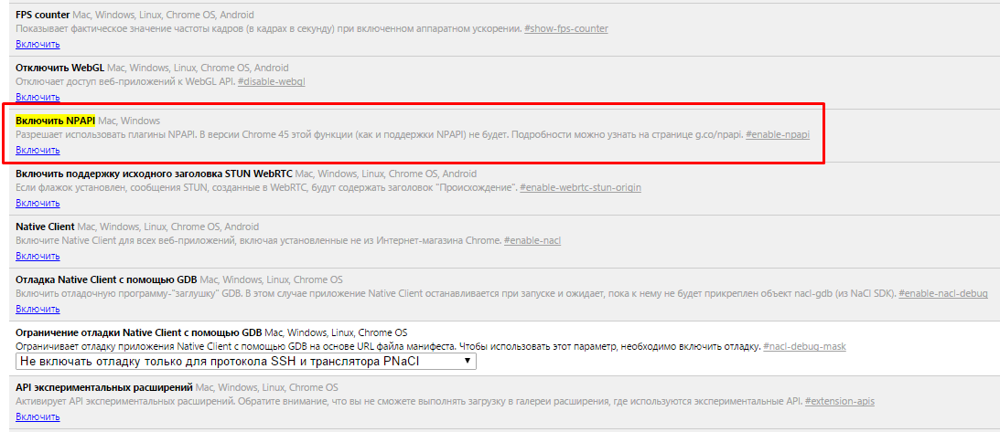 FPS counter Mac, Windows, Linux, Chrome OS, Android
Показывает фактическое значение частоты кадров (в кадрах в секунду) при включенном аппаратном ускорении. #show-fps-counter
Включить
Отключить WebGL Mac, Windows, Linux, Chrome OS, Android
Отключает доступ веб-приложений к WebGL API. #disable-webgl
Включить
Включить NPAPI Mac, Windows
Разрешает использовать плагины NPAPI. В версии Chrome 45 этой функции (как и поддержки NPAPI) не будет. Подробности можно узнать на странице g.co/npapi. #enable-npapi
Включить
Включить поддержку исходного заголовка STUN WebRTC Mac, Windows, Linux, Chrome OS, Android
Если флажок установлен, сообщения STUN, созданные в WebRTC, будут содержать заголовок "Происхождение". #enable-webrtc-stun-origin
Включить
Native Client Mac, Windows, Linux, Chrome OS, Android
Включите Native Client для всех веб-приложений, включая установленные не из Интернет-магазина Chrome. #enable-nacl
Включить
Отладка Native Client с помощью GDB Mac, Windows, Linux, Chrome OS
Включить отладочную программу-"заглушку" GDB. В этом случае приложение Native Client останавливается при запуске и ожидает, пока к нему не будет прикреплен объект nacl-gdb (из NaCl SDK). #enable-nacl-debug
Включить
Ограничение отладки Native Client с помощью GDB Mac, Windows, Linux, Chrome OS
Ограничивает отладку приложения Native Client с помощью GDB на основе URL файла манифеста. Чтобы использовать этот параметр, необходимо включить отладку. #nacl-debug-mask
Не включать отладку только для протокола SSH и транслятора PNaCl
API экспериментальных расширений Mac, Windows, Linux, Chrome OS
Активирует API экспериментальных расширений. Обратите внимание, что вы не сможете выполнять загрузку в галереи расширения, где используются экспериментальные API. #extension-apis
Включить